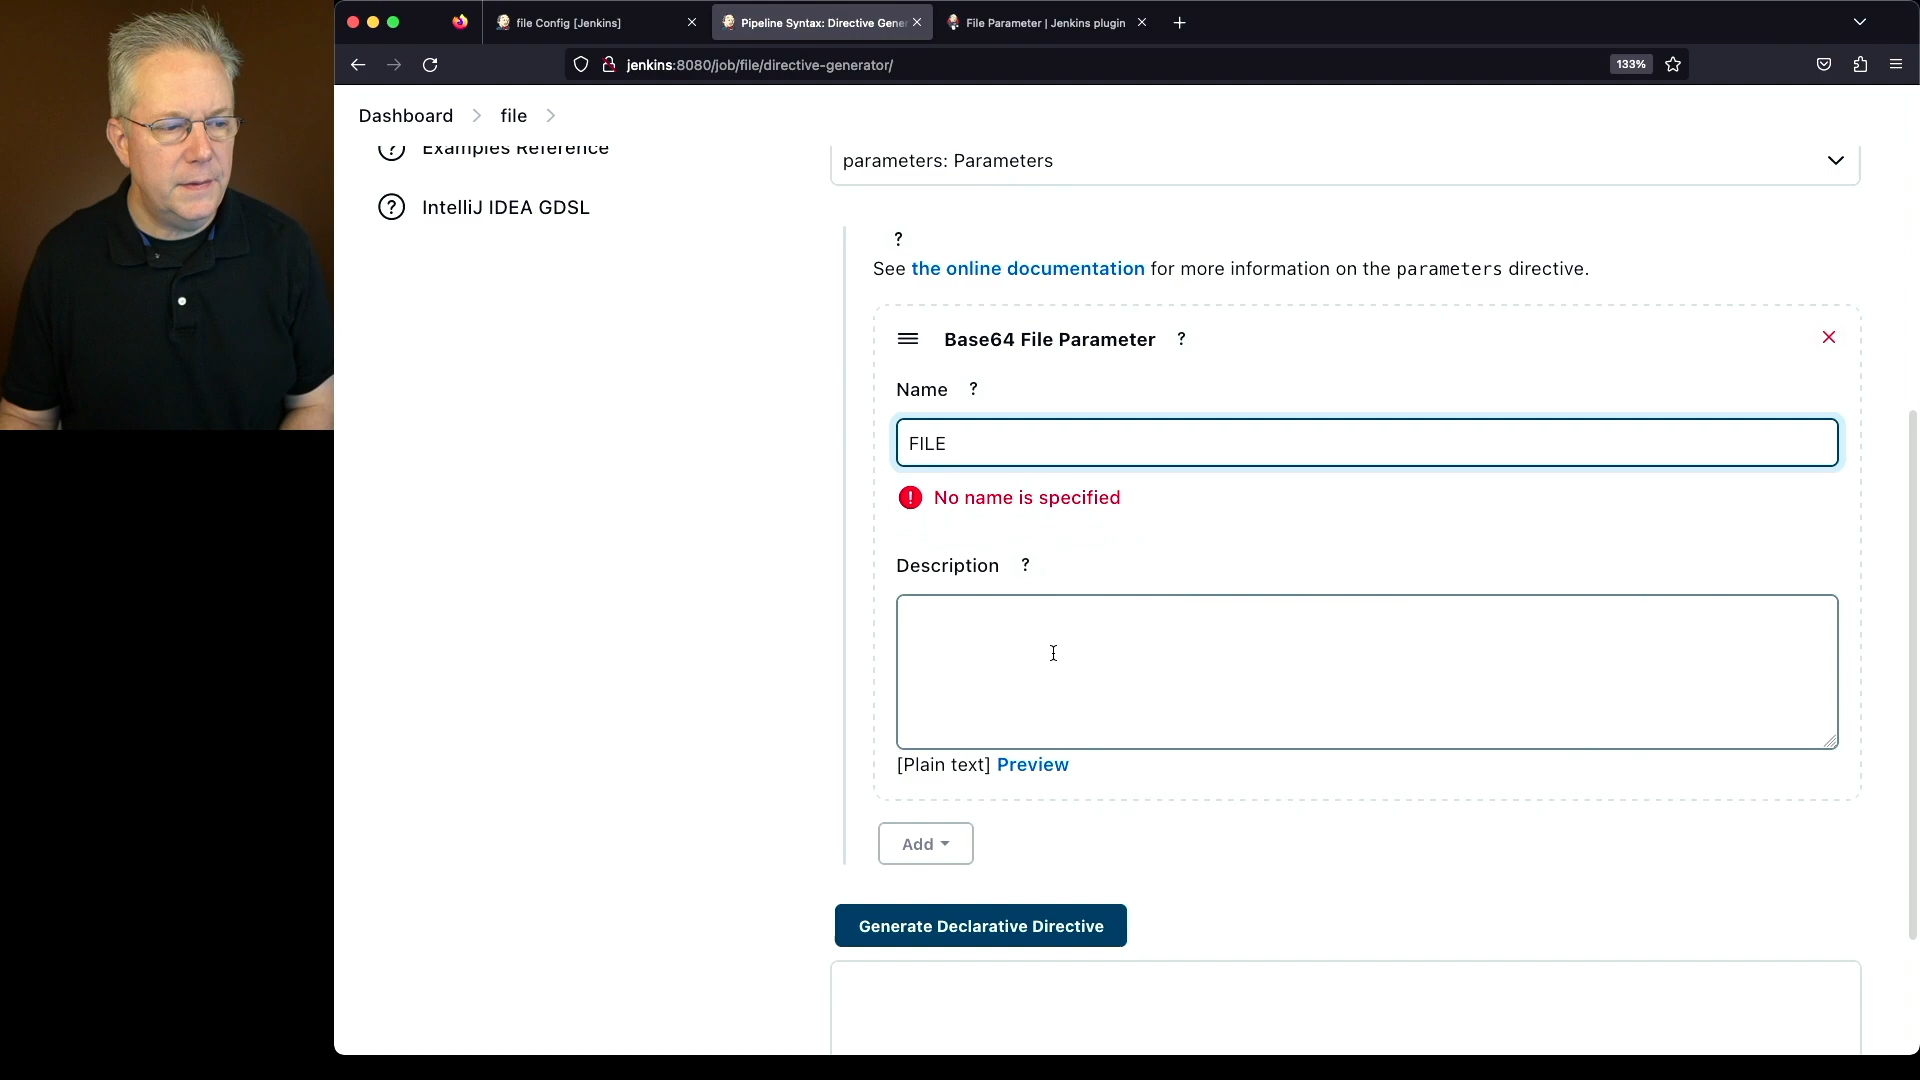 file Config [Jenkins]
Pipeline Syntax: Directive Gener
File Parameter | Jenkins plugin
jenkins:8080/job/file/directive-generator/
133%
Dashboard
file
Examples Reference
IntelliJ IDEA GDSL
parameters: Parameters
?
See the online documentation for more information on the parameters directive.
Base64 File Parameter ?
Name ?
FILE
No name is specified
Description ?
[Plain text] Preview
Add
Generate Declarative Directive